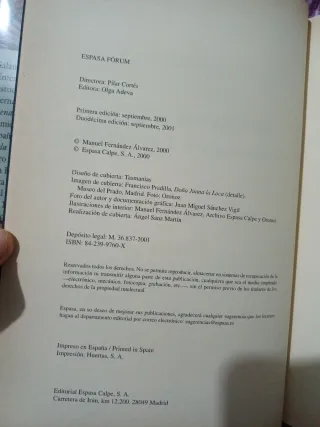 ESPASA FÓRUM
Directora: Pilar Cortés
Editora: Olga Adeva
Primera edición: septiembre, 2000
Duodécima edición: septiembre, 2001
© Manuel Fernández Álvarez, 2000
© Espasa Calpe, S. A., 2000
Diseño de cubierta: Tasmanias
Imagen de cubierta: Francisco Pradilla, Doña Juana la Loca (detalle)
Museo del Prado, Madrid. Foto: Oronoz
Foto del autor y documentación gráfica: Juan Miguel Sánchez Vigil
Ilustraciones de interior: Manuel Fernández Álvarez, Archivo Espasa Calpe y Oronoz
Realización de cubierta: Ángel Sanz Martín
Depósito legal: M. 36.837-2001
ISBN: 84-239-9760-X
Reservados todos los derechos. No se permite reproducir, almacenar en sistemas de recuperación de la
información ni transmitir alguna parte de esta publicación, cualquiera que sea el medio empleado
—electrónico, mecánico, fotocopia, grabación, etc.— sin el permiso previo de los titulares de los
derechos de la propiedad intelectual.
Espasa, en su deseo de mejorar sus publicaciones, agradecerá cualquier sugerencia que los lectores
hagan al departamento editorial por correo electrónico: sugerencias@espasa.es
Impreso en España / Printed in Spain
Impresión: Huertas, S. A.
Editorial Espasa Calpe, S. A.
Carretera de Irún, km 12,200. 28049 Madrid